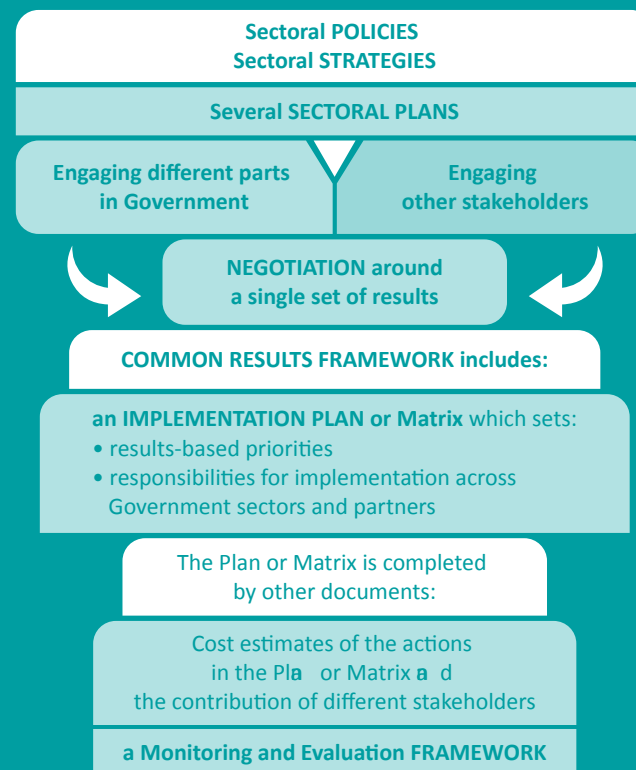 Sectoral POLICIES
Sectoral STRATEGIES
Several SECTORAL PLANS
Engaging different parts
in Government
Engaging
other stakeholders
NEGOTIATION around
a single set of results
COMMON RESULTS FRAMEWORK includes:
an IMPLEMENTATION PLAN or Matrix which sets:
• results-based priorities
• responsibilities for implementation across
Government sectors and partners
The Plan or Matrix is completed
by other documents:
Cost estimates of the actions
in the Pla or Matrix a d
the contribution of different stakeholders
a Monitoring and Evaluation FRAMEWORK